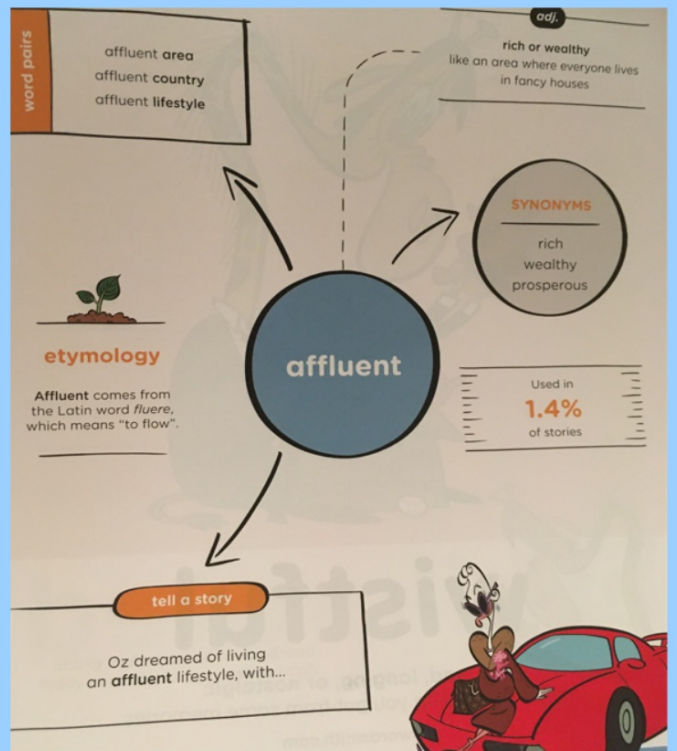 word pairs
affluent area
affluent country
affluent lifestyle
adj.
rich or wealthy
like an area where everyone lives
in fancy houses
SYNONYMS
rich
wealthy
prosperous
affluent
etymology
Affluent comes from
the Latin word fluere,
which means "to flow".
Used in
1.4%
of stories
tell a story
Oz dreamed of living
an affluent lifestyle, with...
wistful